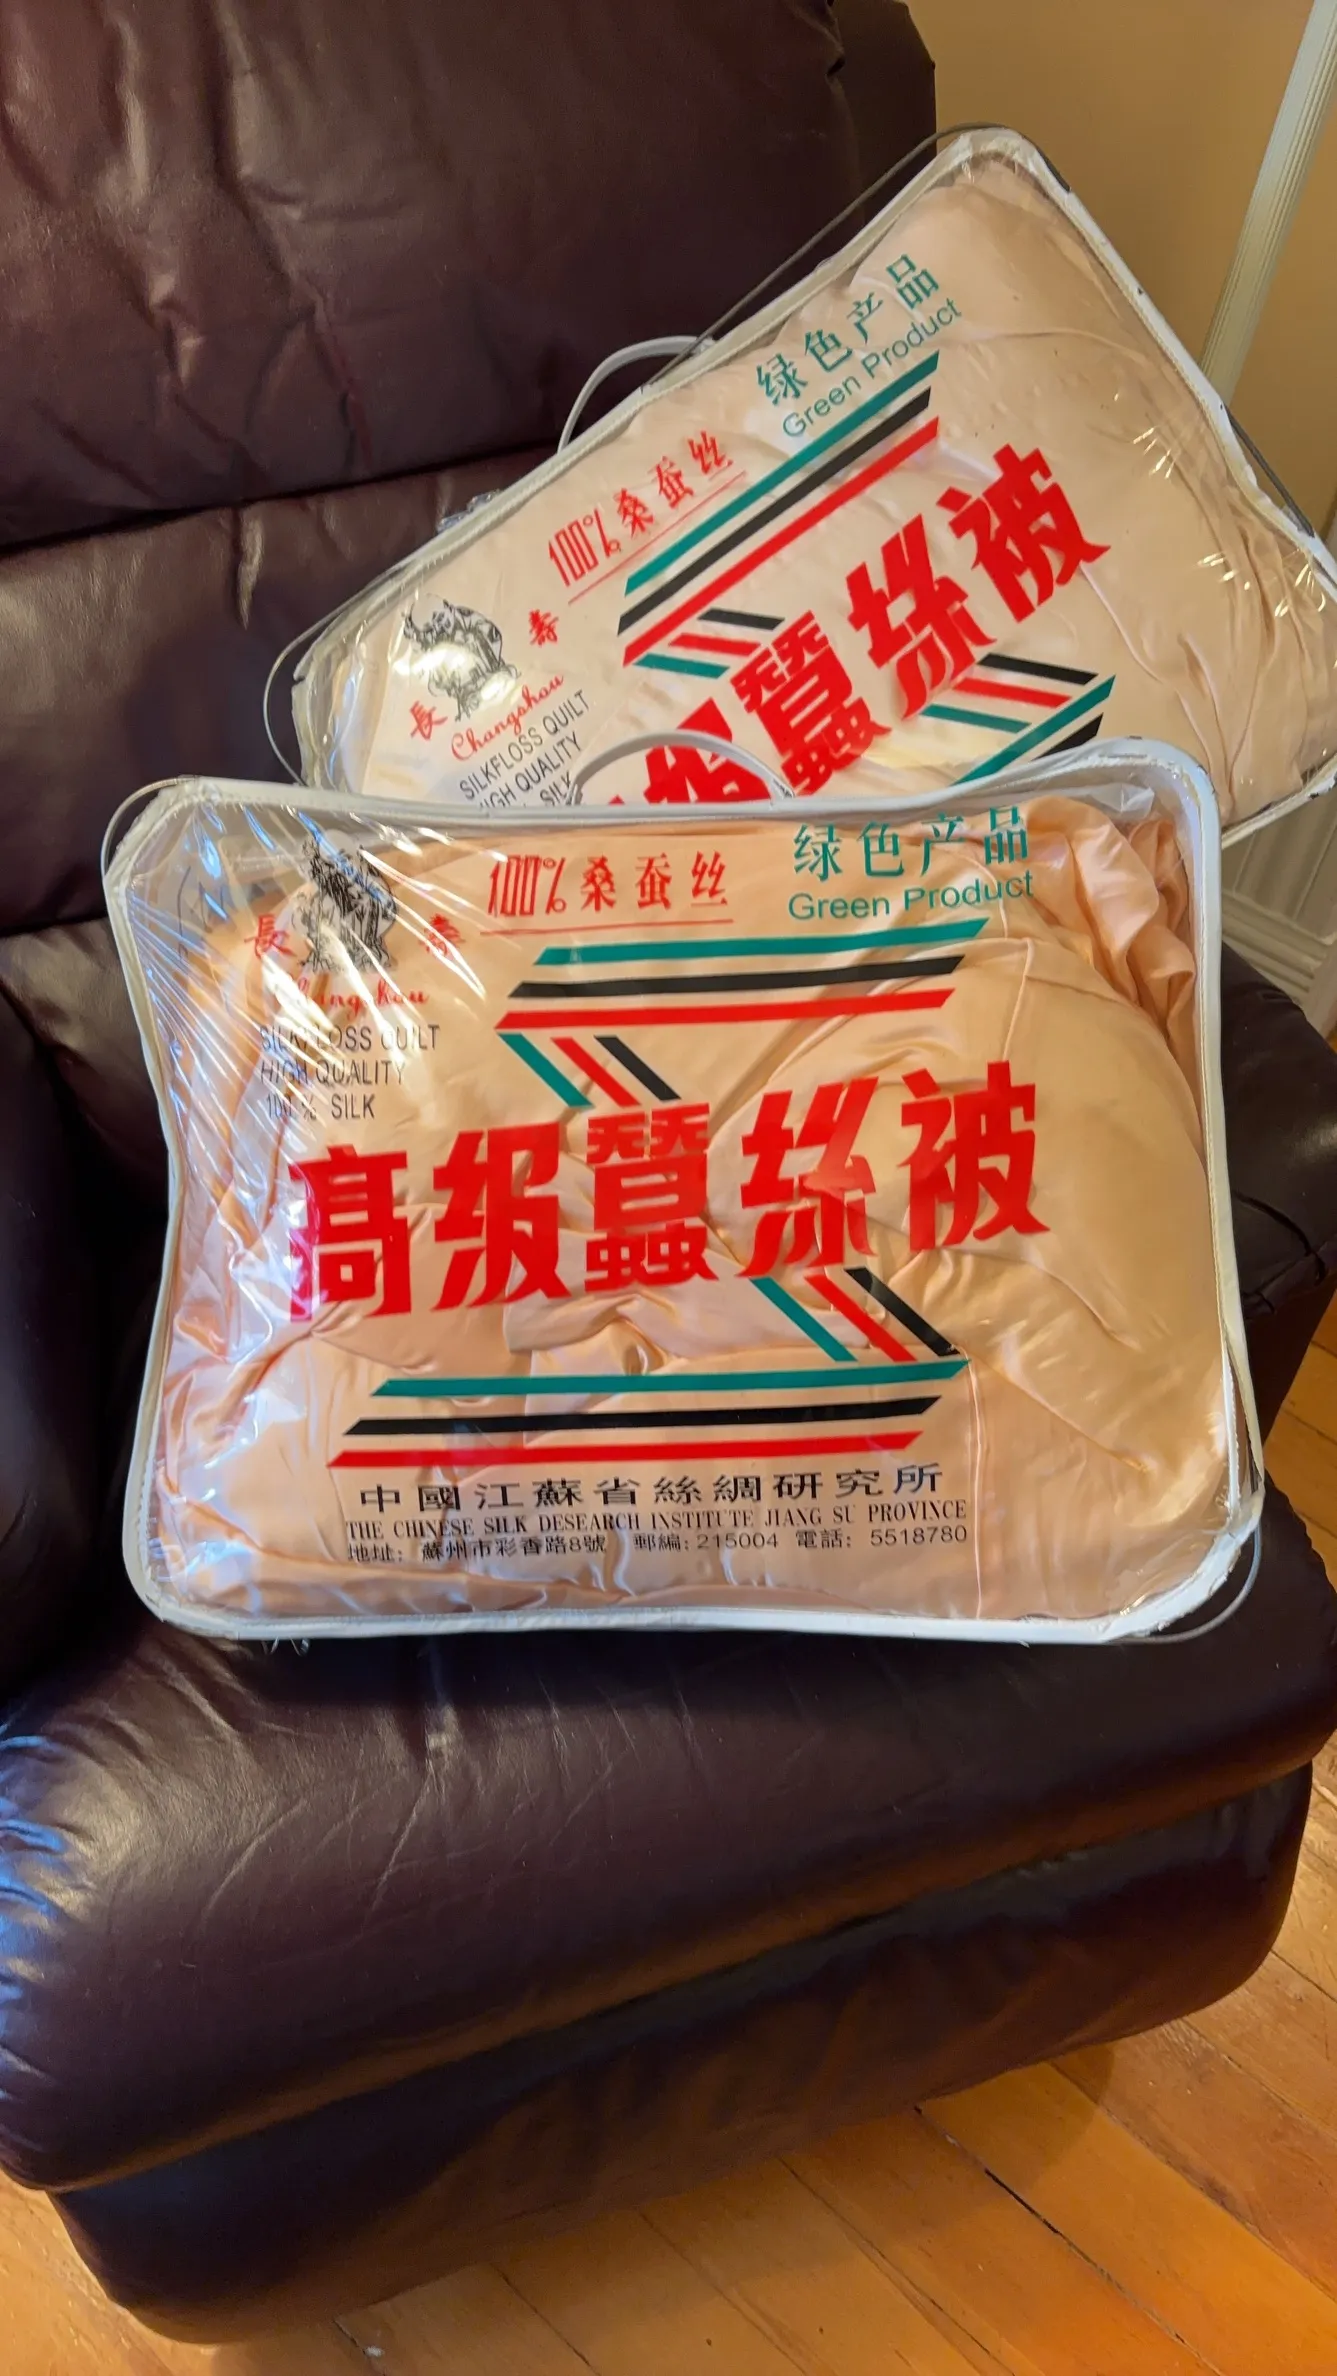 绿色产品
Green Product
100%桑蚕丝
長 壽
Changshou
SILKFLOSS QUILT
HIGH QUALITY
SILK
级蠶絲被
绿色产品
Green Product
100%桑蚕丝
長 壽
Changshou
SILKFLOSS QUILT
HIGH QUALITY
100% SILK
高级蠶絲被
中國江蘇省絲綢研究所
THE CHINESE SILK DESEARCH INSTITUTE JIANG SU PROVINCE
地址: 蘇州市彩香路8號 郵編: 215004 電話: 5518780